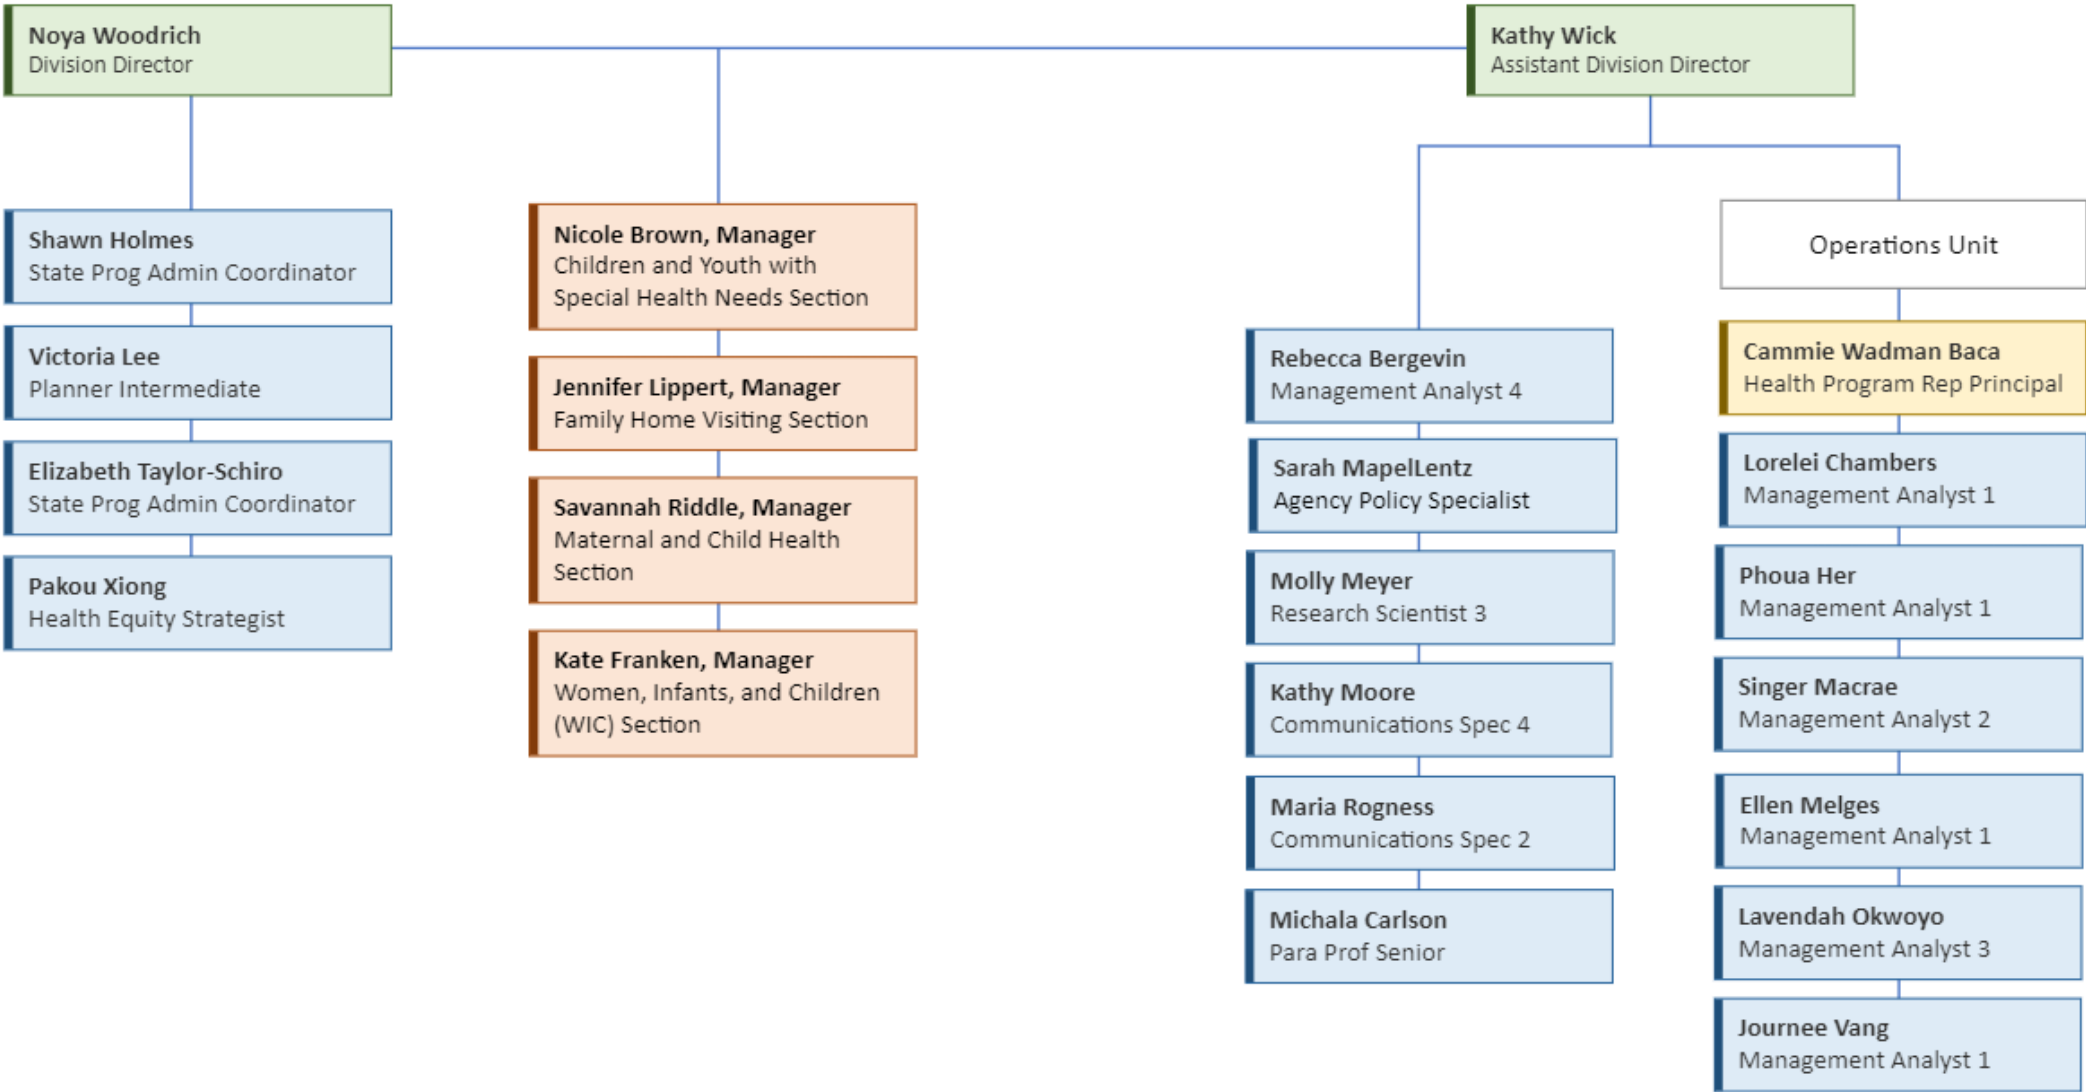 Noya Woodrich
Division Director
Kathy Wick
Assistant Division Director
Shawn Holmes
State Prog Admin Coordinator
Victoria Lee
Planner Intermediate
Elizabeth Taylor-Schiro
State Prog Admin Coordinator
Pakou Xiong
Health Equity Strategist
Nicole Brown, Manager
Children and Youth with
Special Health Needs Section
Jennifer Lippert, Manager
Family Home Visiting Section
Savannah Riddle, Manager
Maternal and Child Health
Section
Kate Franken, Manager
Women, Infants, and Children
(WIC) Section
Rebecca Bergevin
Management Analyst 4
Sarah MapelLentz
Agency Policy Specialist
Molly Meyer
Research Scientist 3
Kathy Moore
Communications Spec 4
Maria Rogness
Communications Spec 2
Michala Carlson
Para Prof Senior
Operations Unit
Cammie Wadman Baca
Health Program Rep Principal
Lorelei Chambers
Management Analyst 1
Phoua Her
Management Analyst 1
Singer Macrae
Management Analyst 2
Ellen Melges
Management Analyst 1
Lavendah Okwoyo
Management Analyst 3
Journee Vang
Management Analyst 1